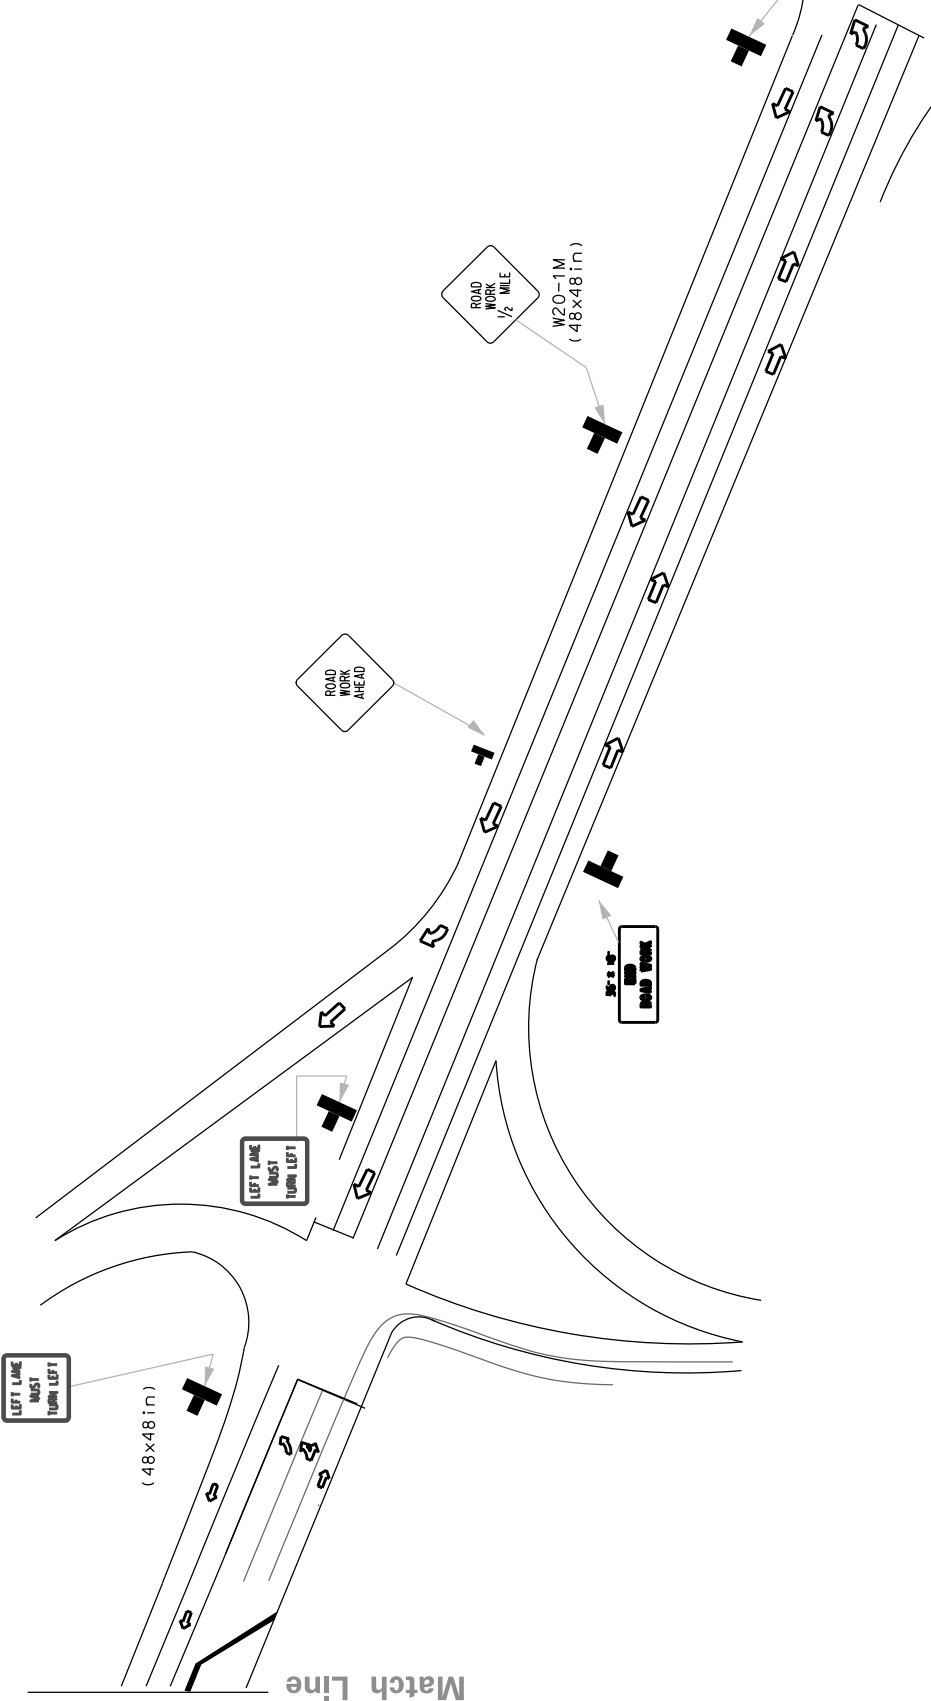 ROAD
WORK
½ MILE
W20-1M
(48x48in)
ROAD
WORK
AHEAD
END
ROAD WORK
LEFT LANE
MUST
TURN LEFT
LEFT LANE
MUST
TURN LEFT
(48x48in)
Match Line